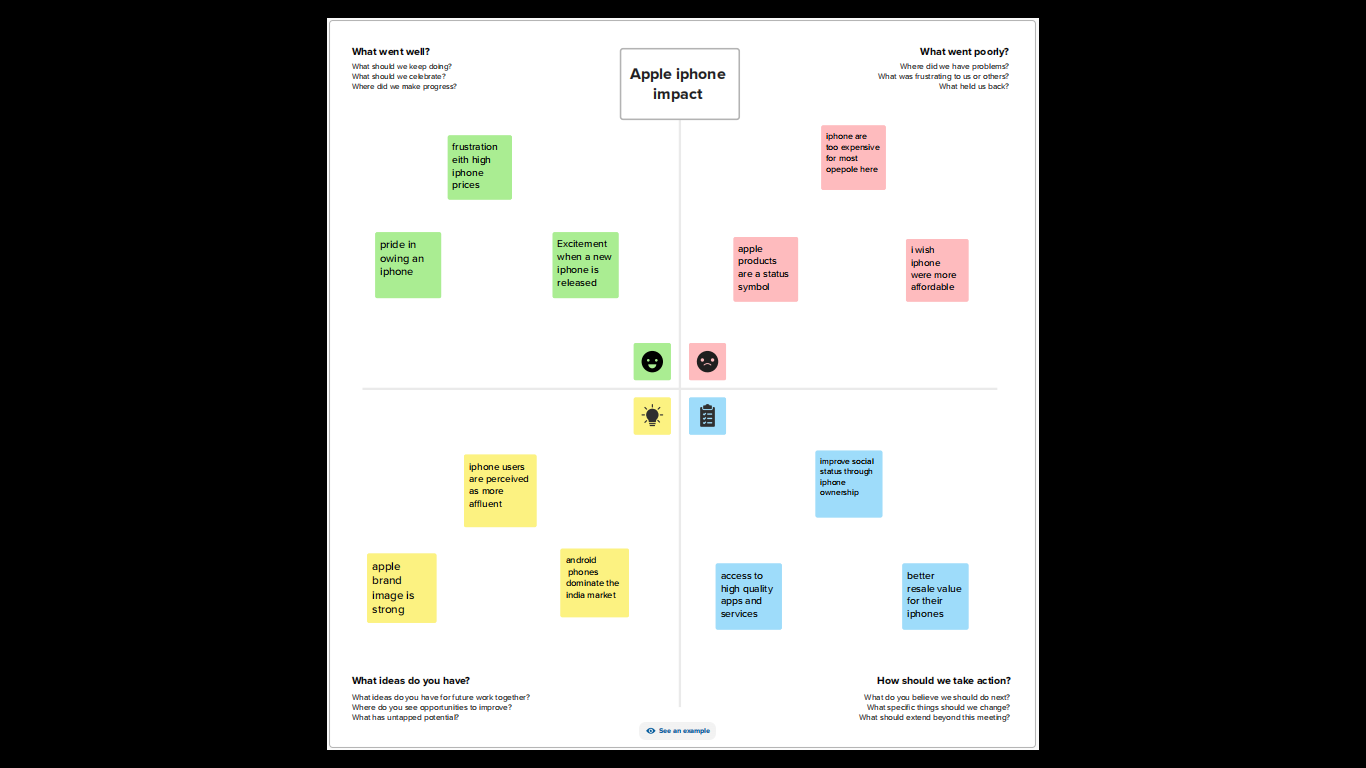 What went well?
What should we keep doing?
What should we celebrate?
Where did we make progress?
Apple iphone
impact
What went poorly?
Where did we have problems?
What was frustrating to us or others?
What held us back?
frustration
eith high
iphone
prices
pride in
owing an
iphone
Excitement
when a new
iphone is
released
iphone are
too expensive
for most
opepole here
apple
products
are a status
symbol
i wish
iphone
were more
affordable
iphone users
are perceived
as more
affluent
apple
brand
image is
strong
android
phones
dominate the
india market
improve social
status through
iphone
ownership
access to
high quality
apps and
services
better
resale value
for their
iphones
What ideas do you have?
What ideas do you have for future work together?
Where do you see opportunities to improve?
What has untapped potential?
How should we take action?
What do you believe we should do next?
What specific things should we change?
What should extend beyond this meeting?
See an example